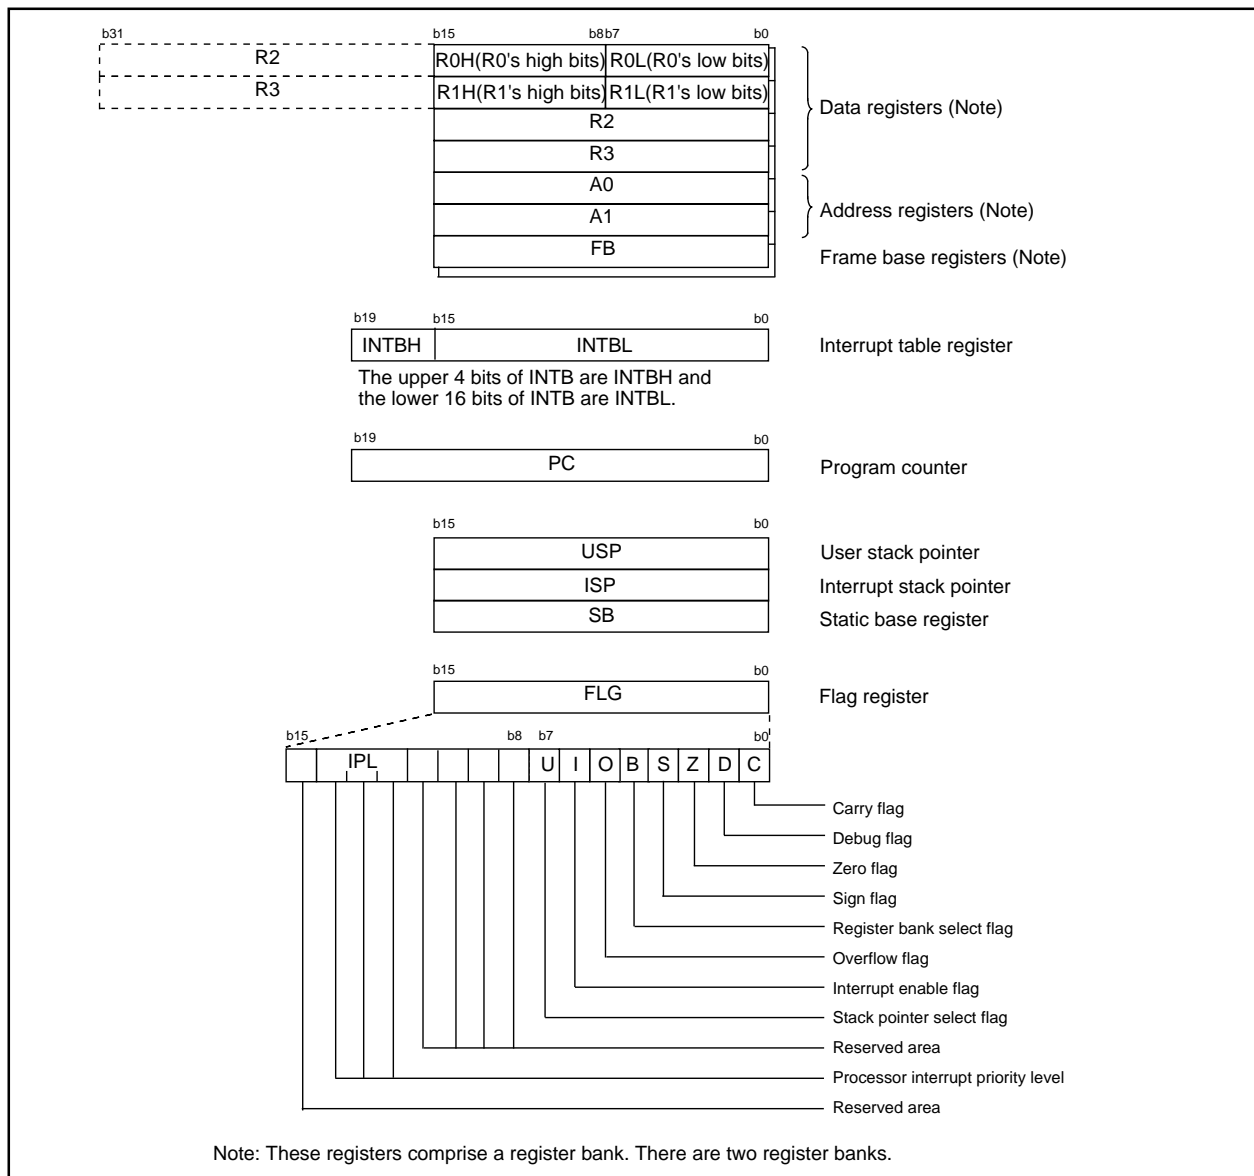 b31 b15 b8b7 b0
R2 R0H(R0's high bits) R0L(R0's low bits)
R3 R1H(R1's high bits) R1L(R1's low bits)
Data registers (Note)
R2
R3
A0
A1
Address registers (Note)
FB
Frame base registers (Note)
b19 b15 b0
INTBH INTBL Interrupt table register
The upper 4 bits of INTB are INTBH and
the lower 16 bits of INTB are INTBL.
b19 b0
PC Program counter
b15 b0
USP User stack pointer
ISP Interrupt stack pointer
SB Static base register
b15 b0
FLG Flag register
b15 b8 b7 b0
IPL U I O B S Z D C
Carry flag
Debug flag
Zero flag
Sign flag
Register bank select flag
Overflow flag
Interrupt enable flag
Stack pointer select flag
Reserved area
Processor interrupt priority level
Reserved area
Note: These registers comprise a register bank. There are two register banks.